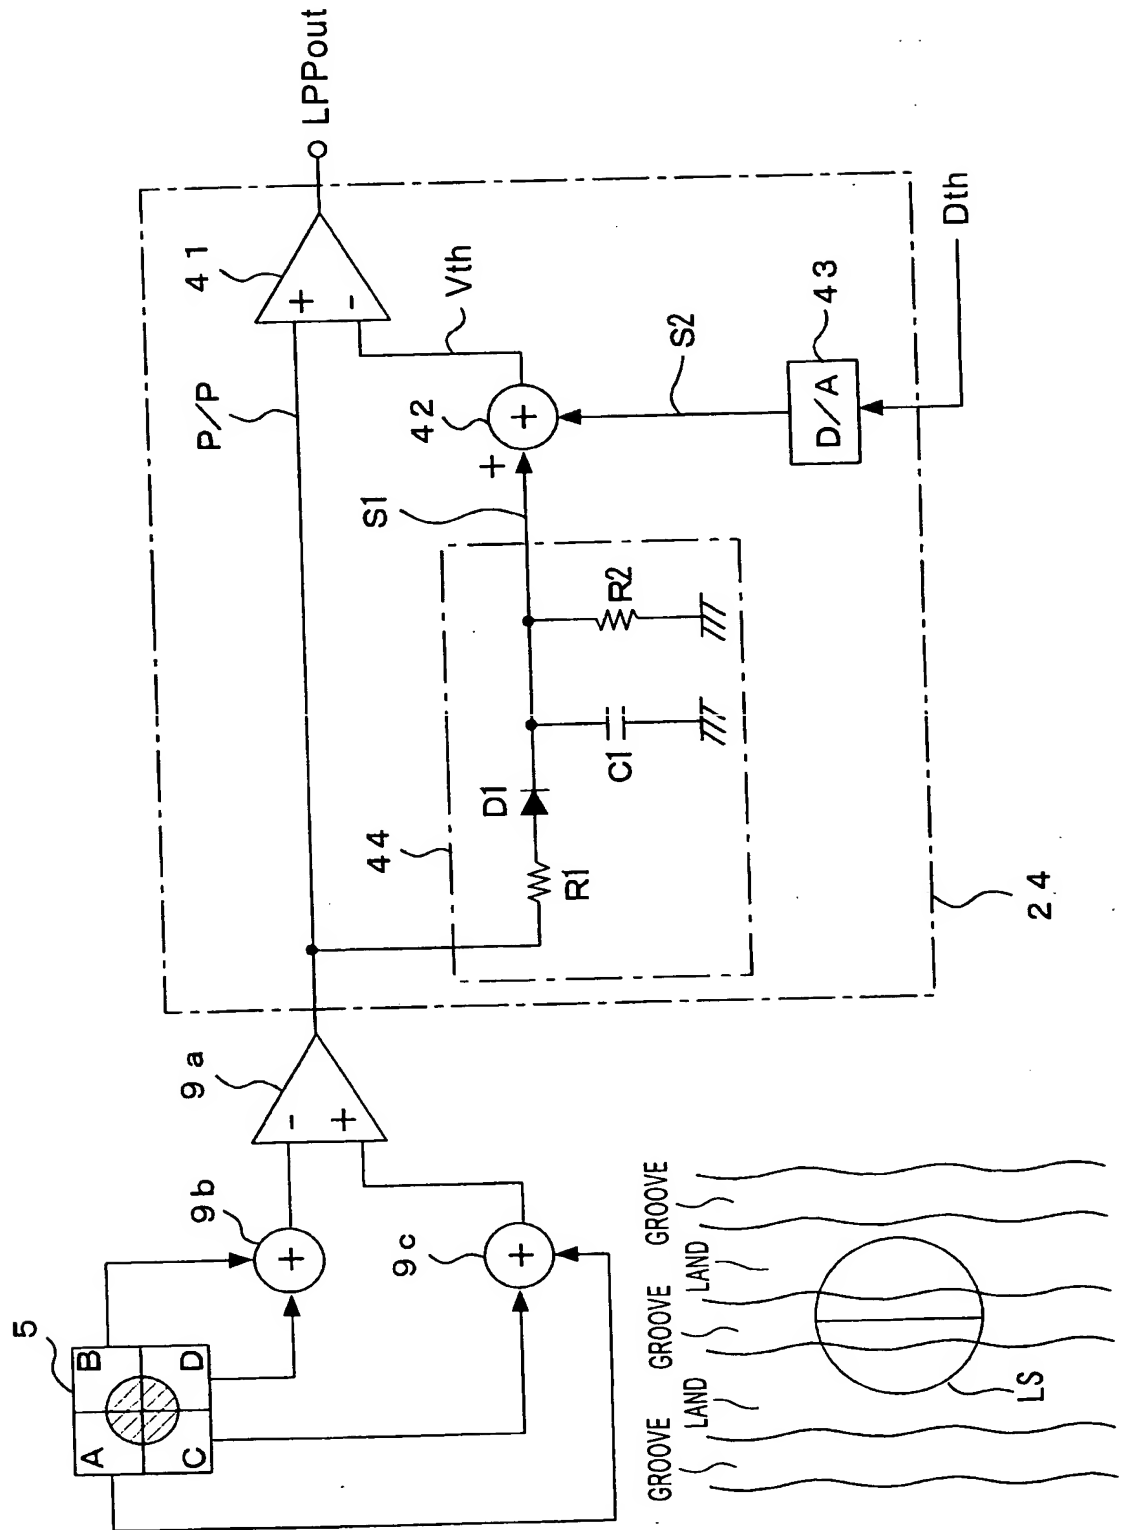 5
A
B
C
D
9b
9c
9a
+
+
-
+
P/P
41
+
-
LPPout
Vth
42
+
+
S1
S2
44
R1
D1
C1
R2
D/A
43
Dth
24
GROOVE
LAND
GROOVE
LAND
GROOVE
LS